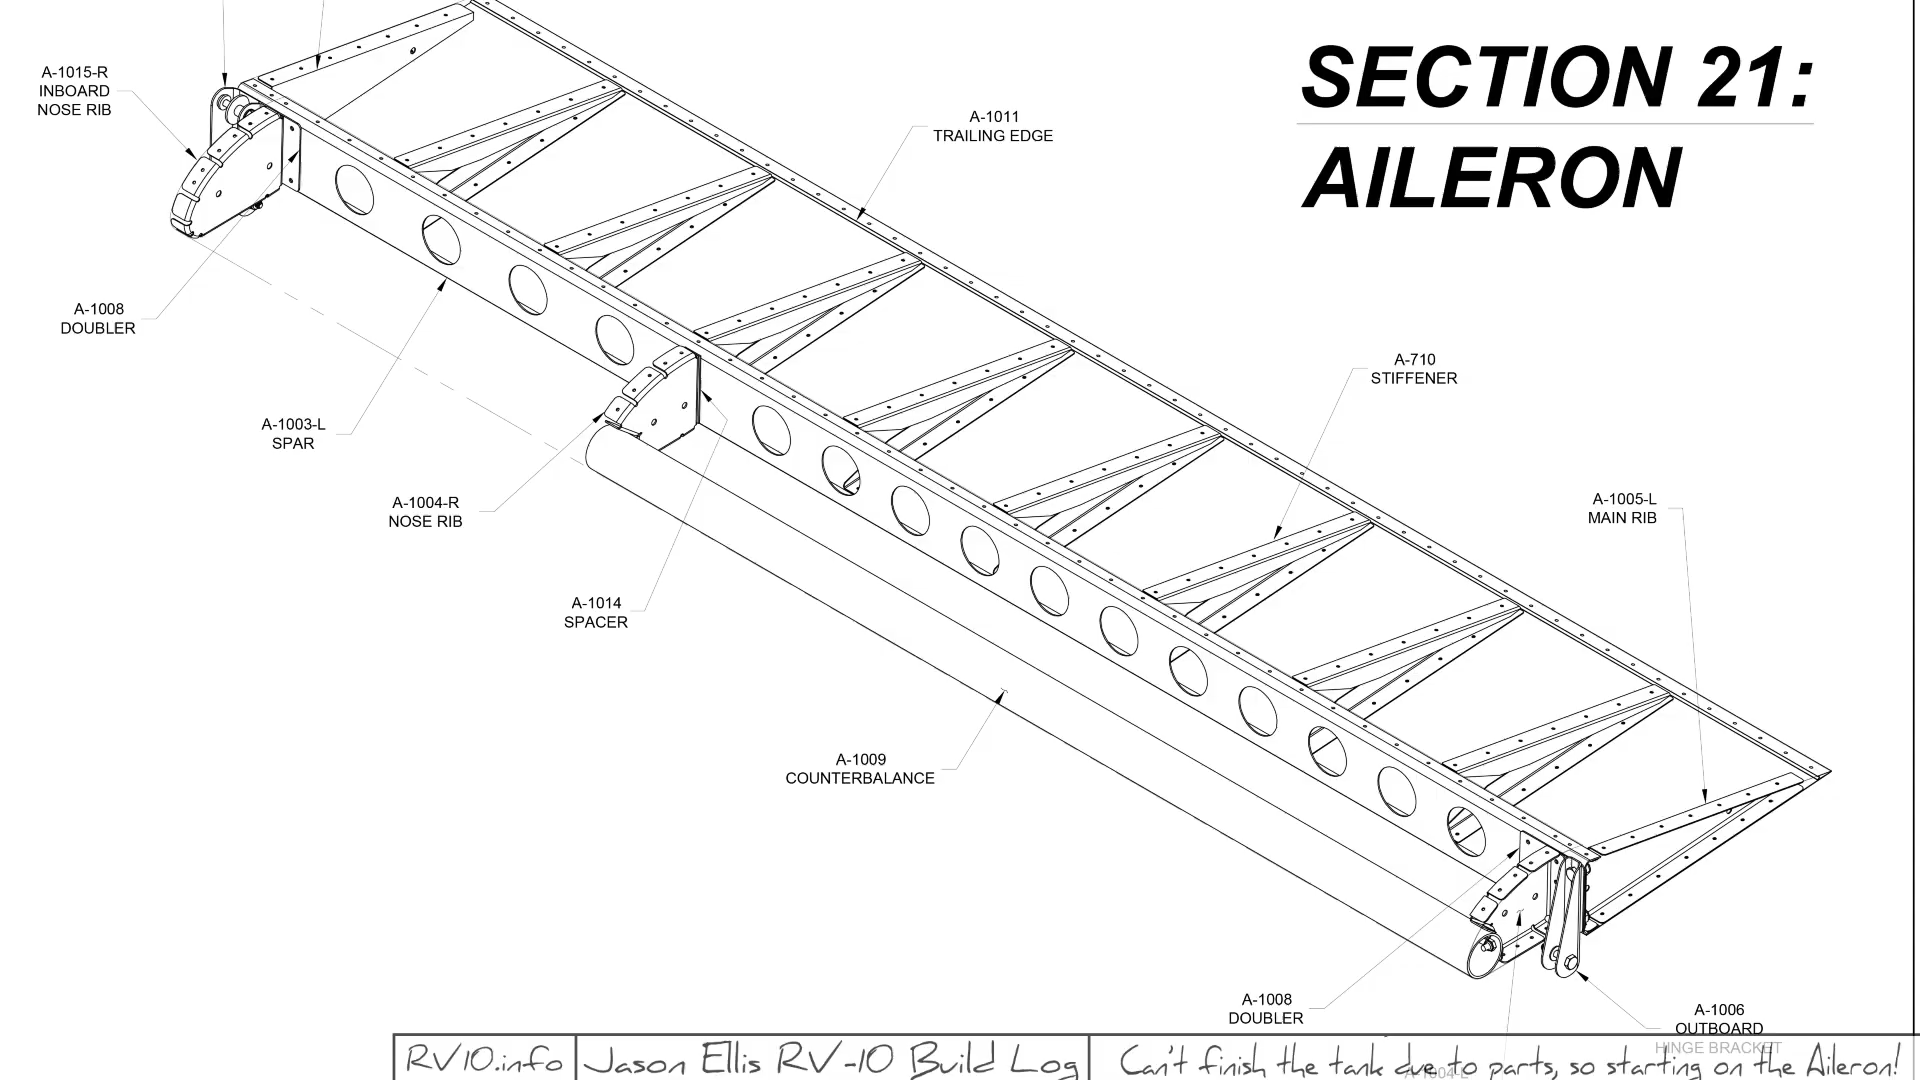 SECTION 21:
AILERON
A-1015-R
INBOARD
NOSE RIB
A-1011
TRAILING EDGE
A-1008
DOUBLER
A-710
STIFFENER
A-1003-L
SPAR
A-1004-R
NOSE RIB
A-1005-L
MAIN RIB
A-1014
SPACER
A-1009
COUNTERBALANCE
A-1008
DOUBLER
A-1006
OUTBOARD
HINGE BRACKET
A-1004-L
RV10.info
Jason Ellis RV-10 Build Log
Can't finish the tank due to parts, so starting on the Aileron!